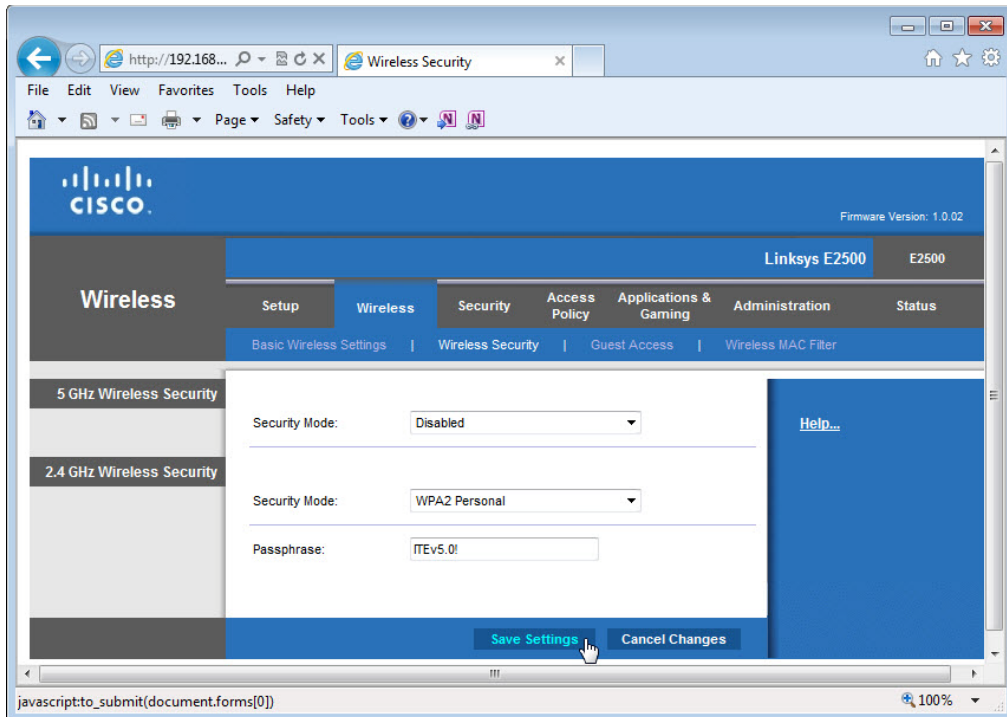 http://192.168...
Wireless Security
File Edit View Favorites Tools Help
Page Safety Tools
CISCO.
Firmware Version: 1.0.02
Linksys E2500 E2500
Wireless
Setup Wireless Security Access Policy Applications & Gaming Administration Status
Basic Wireless Settings | Wireless Security | Guest Access | Wireless MAC Filter
5 GHz Wireless Security
Security Mode: Disabled
Help...
2.4 GHz Wireless Security
Security Mode: WPA2 Personal
Passphrase: ITEv5.0!
Save Settings Cancel Changes
javascript:to_submit(document.forms[0]) 100%